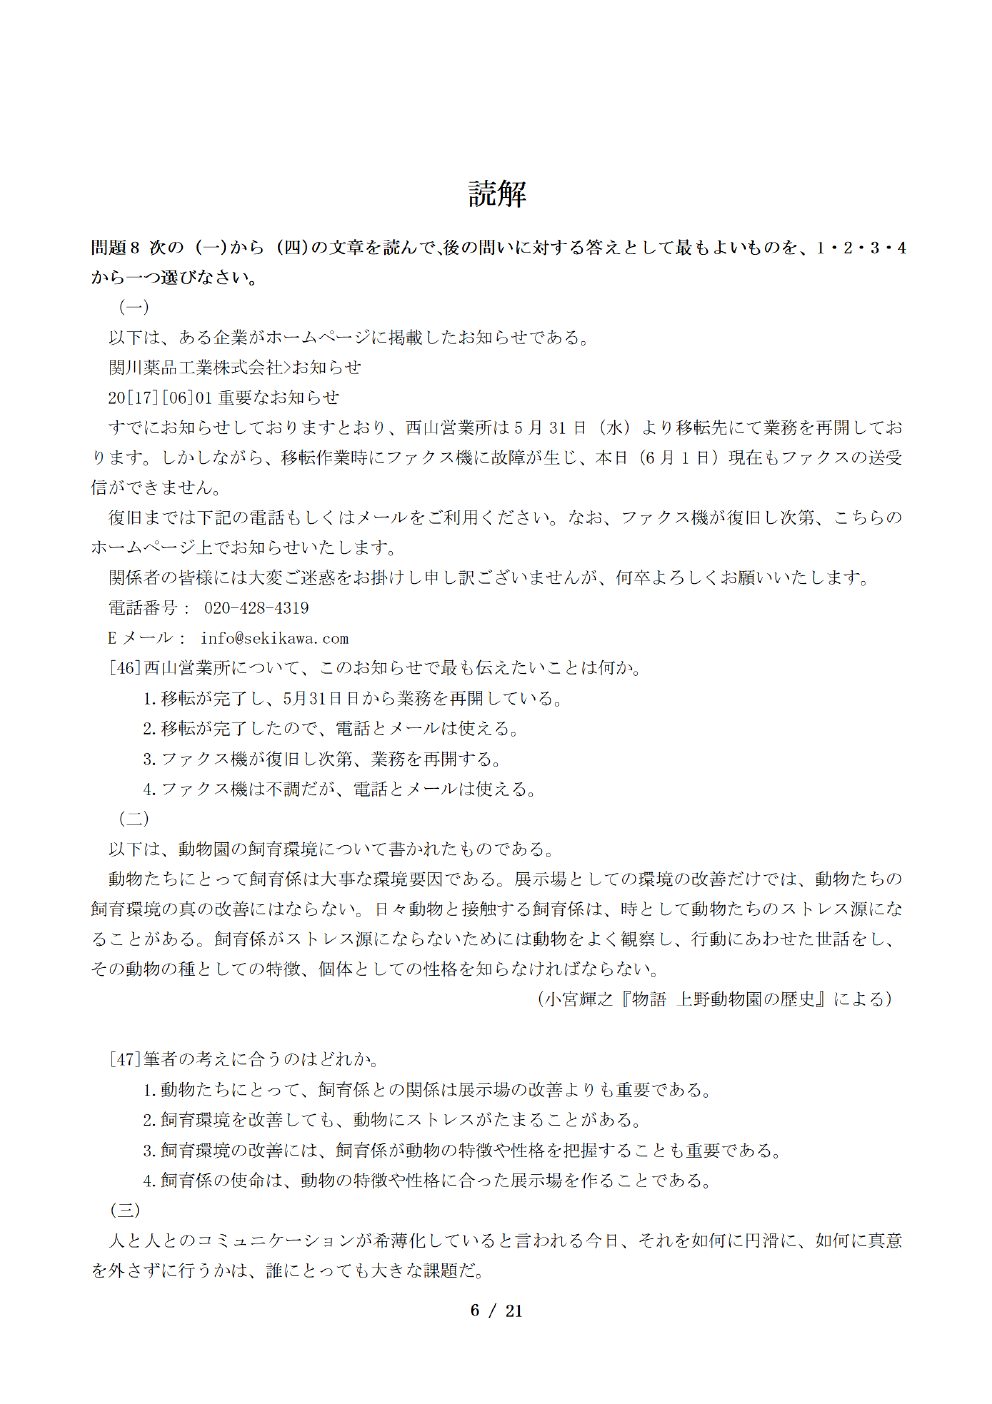 読解
問題8 次の (一)から (四)の文章を読んで、後の問いに対する答えとして最もよいものを、1・2・3・4
から一つ選びなさい。
(一)
以下は、ある企業がホームページに掲載したお知らせである。
関川薬品工業株式会社>お知らせ
20[17][06]01 重要なお知らせ
すでにお知らせしておりますとおり、西山営業所は 5 月 31 日（水）より移転先にて業務を再開してお
ります。しかしながら、移転作業時にファクス機に故障が生じ、本日（6 月 1 日）現在もファクスの送受
信ができません。
復旧までは下記の電話もしくはメールをご利用ください。なお、ファクス機が復旧し次第、こちらの
ホームページ上でお知らせいたします。
関係者の皆様には大変ご迷惑をお掛けし申し訳ございませんが、何卒よろしくお願いいたします。
電話番号： 020-428-4319
E メール： info@sekikawa.com
[46]西山営業所について、このお知らせで最も伝えたいことは何か。
1.移転が完了し、5月31日日から業務を再開している。
2.移転が完了したので、電話とメールは使える。
3.ファクス機が復旧し次第、業務を再開する。
4.ファクス機は不調だが、電話とメールは使える。
（二）
以下は、動物園の飼育環境について書かれたものである。
動物たちにとって飼育係は大事な環境要因である。展示場としての環境の改善だけでは、動物たちの
飼育環境の真の改善にはならない。日々動物と接触する飼育係は、時として動物たちのストレス源にな
ることがある。飼育係がストレス源にならないためには動物をよく観察し、行動にあわせた世話をし、
その動物の種としての特徴、個体としての性格を知らなければならない。
（小宮輝之『物語 上野動物園の歴史』による）
[47]筆者の考えに合うのはどれか。
1.動物たちにとって、飼育係との関係は展示場の改善よりも重要である。
2.飼育環境を改善しても、動物にストレスがたまることがある。
3.飼育環境の改善には、飼育係が動物の特徴や性格を把握することも重要である。
4.飼育係の使命は、動物の特徴や性格に合った展示場を作ることである。
(三)
人と人とのコミュニケーションが希薄化していると言われる今日、それを如何に円滑に、如何に真意
を外さずに行うかは、誰にとっても大きな課題だ。
6 / 21